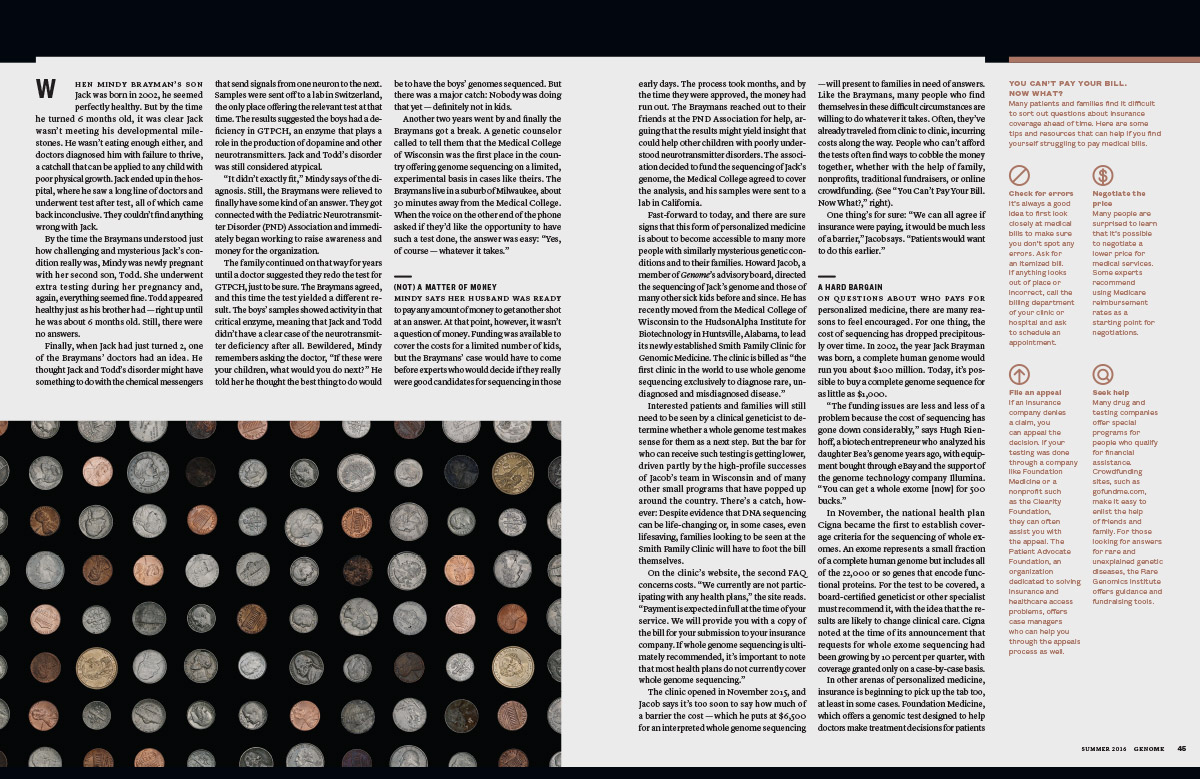 WHEN MINDY BRAYMAN'S SON
Jack was born in 2002, he seemed
perfectly healthy. But by the time
he turned 6 months old, it was clear Jack
wasn't meeting his developmental mile-
stones. He wasn't eating enough either, and
doctors diagnosed him with failure to thrive,
a catchall that can be applied to any child with
poor physical growth. Jack ended up in the hos-
pital, where he saw a long line of doctors and
underwent test after test, all of which came
back inconclusive. They couldn't find anything
wrong with Jack.
By the time the Braymans understood just
how challenging and mysterious Jack's con-
dition really was, Mindy was newly pregnant,
with her second son, Todd. She underwent
extra testing during her pregnancy and,
again, everything seemed fine. Todd appeared
healthy just as his brother had — right up until
he was about 6 months old. Still, there were
no answers.
Finally, when Jack had just turned 2, one
of the Braymans' doctors had an idea. He
thought Jack and Todd's disorder might have
something to do with the chemical messengers
that send signals from one neuron to the next.
Samples were sent off to a lab in Switzerland,
the only place offering the relevant test at that
time. The results suggested the boys had a de-
ficiency in GTPCH, an enzyme that plays a
role in the production of dopamine and other
neurotransmitters. Jack and Todd's disorder
was still considered atypical.
"It didn't exactly fit," Mindy says of the di-
agnosis. Still, the Braymans were relieved to
finally have some kind of an answer. They got
connected with the Pediatric Neurotransmit-
ter Disorder (PND) Association and immedi-
ately began working to raise awareness and
money for the organization.
The family continued on that way for years
until a doctor suggested they redo the test for
GTPCH, just to be sure. The Braymans agreed,
and this time the test yielded a different re-
sult. The boys' samples showed activity in that
critical enzyme, meaning that Jack and Todd
didn't have a clear case of the neurotransmit-
ter deficiency after all. Bewildered, Mindy
remembers asking the doctor, "If these were
your children, what would you do next?" He
told her he thought the best thing to do would
be to have the boys' genomes sequenced. But
there was a major catch: Nobody was doing
that yet — definitely not in kids.
Another two years went by and finally the
Braymans got a break. A genetic counselor
called to tell them that the Medical College
of Wisconsin was the first place in the coun-
try offering genome sequencing on a limited,
experimental basis in cases like theirs. The
Braymans live in a suburb of Milwaukee, about
30 minutes away from the Medical College.
When the voice on the other end of the phone
asked if they'd like the opportunity to have
such a test done, the answer was easy: "Yes,
of course — whatever it takes."
(NOT) A MATTER OF MONEY
MINDY SAYS HER HUSBAND WAS READY
to pay any amount of money to get another shot
at an answer. At that point, however, it wasn't
a question of money. Funding was available to
cover the costs for a limited number of kids,
but the Braymans' case would have to come
before experts who would decide if they really
were good candidates for sequencing in those
early days. The process took months, and by
the time they were approved, the money had
run out. The Braymans reached out to their
friends at the PND Association for help, ar-
guing that the results might yield insight that
could help other children with poorly under-
stood neurotransmitter disorders. The associ-
ation decided to fund the sequencing of Jack's
genome, the Medical College agreed to cover
the analysis, and his samples were sent to a
lab in California.
Fast-forward to today, and there are sure
signs that this form of personalized medicine
is about to become accessible to many more
people with similarly mysterious genetic con-
ditions and to their families. Howard Jacob, a
member of Genome's advisory board, directed
the sequencing of Jack's genome and those of
many other sick kids before and since. He has
recently moved from the Medical College of
Wisconsin to the HudsonAlpha Institute for
Biotechnology in Huntsville, Alabama, to lead
its newly established Smith Family Clinic for
Genomic Medicine. The clinic is billed as "the
first clinic in the world to use whole genome
sequencing exclusively to diagnose rare, un-
diagnosed and misdiagnosed disease."
Interested patients and families will still
need to be seen by a clinical geneticist to de-
termine whether a whole genome test makes
sense for them as a next step. But the bar for
who can receive such testing is getting lower,
driven partly by the high-profile successes
of Jacob's team in Wisconsin and of many
other small programs that have popped up
around the country. There's a catch, how-
ever: Despite evidence that DNA sequencing
can be life-changing or, in some cases, even
lifesaving, families looking to be seen at the
Smith Family Clinic will have to foot the bill
themselves.
On the clinic's website, the second FAQ
concerns costs. "We currently are not partic-
ipating with any health plans," the site reads.
"Payment is expected in full at the time of your
service. We will provide you with a copy of
the bill for your submission to your insurance
company. If whole genome sequencing is ulti-
mately recommended, it's important to note
that most health plans do not currently cover
whole genome sequencing."
The clinic opened in November 2015, and
Jacob says it's too soon to say how much of
a barrier the cost — which he puts at $6,500
for an interpreted whole genome sequencing
—will present to families in need of answers.
Like the Braymans, many people who find
themselves in these difficult circumstances are
willing to do whatever it takes. Often, they've
already traveled from clinic to clinic, incurring
costs along the way. People who can't afford
the tests often find ways to cobble the money
together, whether with the help of family,
nonprofits, traditional fundraisers, or online
crowdfunding. (See "You Can't Pay Your Bill.
Now What?," right).
One thing's for sure: "We can all agree if
insurance were paying, it would be much less
of a barrier," Jacob says. "Patients would want
to do this earlier."
A HARD BARGAIN
ON QUESTIONS ABOUT WHO PAYS FOR
personalized medicine, there are many rea-
sons to feel encouraged. For one thing, the
cost of sequencing has dropped precipitous-
ly over time. In 2002, the year Jack Brayman
was born, a complete human genome would
run you about $100 million. Today, it's pos-
sible to buy a complete genome sequence for
as little as $1,000.
"The funding issues are less and less of a
problem because the cost of sequencing has
gone down considerably," says Hugh Rien-
hoff, a biotech entrepreneur who analyzed his
daughter Bea's genome years ago, with equip-
ment bought through eBay and the support of
the genome technology company Illumina.
"You can get a whole exome [now] for 500
bucks."
In November, the national health plan
Cigna became the first to establish cover-
age criteria for the sequencing of whole ex-
omes. An exome represents a small fraction
of a complete human genome but includes all
of the 22,000 or so genes that encode func-
tional proteins. For the test to be covered, a
board-certified geneticist or other specialist
must recommend it, with the idea that the re-
sults are likely to change clinical care. Cigna
noted at the time of its announcement that
requests for whole exome sequencing had
been growing by 10 percent per quarter, with
coverage granted only on a case-by-case basis.
In other arenas of personalized medicine,
insurance is beginning to pick up the tab too,
at least in some cases. Foundation Medicine,
which offers a genomic test designed to help
doctors make treatment decisions for patients
YOU CAN'T PAY YOUR BILL.
NOW WHAT?
Many patients and families find it difficult
to sort out questions about insurance
coverage ahead of time. Here are some
tips and resources that can help if you find
yourself struggling to pay medical bills.
Check for errors
It's always a good
idea to first look
closely at medical
bills to make sure
you don't spot any
errors. Ask for
an itemized bill.
If anything looks
out of place or
incorrect, call the
billing department
of your clinic or
hospital and ask
to schedule an
appointment.
$
Negotiate the
price
Many people are
surprised to learn
that it's possible
to negotiate a
lower price for
medical services.
Some experts
recommend
using Medicare
reimbursement
rates as a
starting point for
negotiations.
File an appeal
If an insurance
company denies
a claim, you
can appeal the
decision. If your
testing was done
through a company
like Foundation
Medicine or a
nonprofit such
as the Clearity
Foundation,
they can often
assist you with
the appeal. The
Patient Advocate
Foundation, an
organization
dedicated to solving
insurance and
healthcare access
problems, offers
case managers
who can help you
through the appeals
process as well.
Seek help
Many drug and
testing companies
offer special
programs for
people who qualify
for financial
assistance.
Crowdfunding
sites, such as
gofundme.com,
make it easy to
enlist the help
of friends and
family. For those
looking for answers
for rare and
unexplained genetic
diseases, the Rare
Genomics Institute
offers guidance and
fundraising tools.
SUMMER 2016 GENOME 45